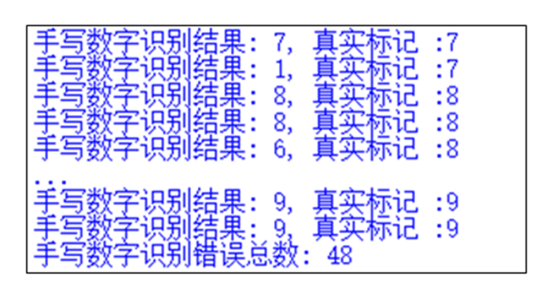 手写数字识别结果: 7, 真实标记 :7
手写数字识别结果: 1, 真实标记 :7
手写数字识别结果: 8, 真实标记 :8
手写数字识别结果: 8, 真实标记 :8
手写数字识别结果: 6, 真实标记 :8
...
手写数字识别结果: 9, 真实标记 :9
手写数字识别结果: 9, 真实标记 :9
手写数字识别错误总数: 48